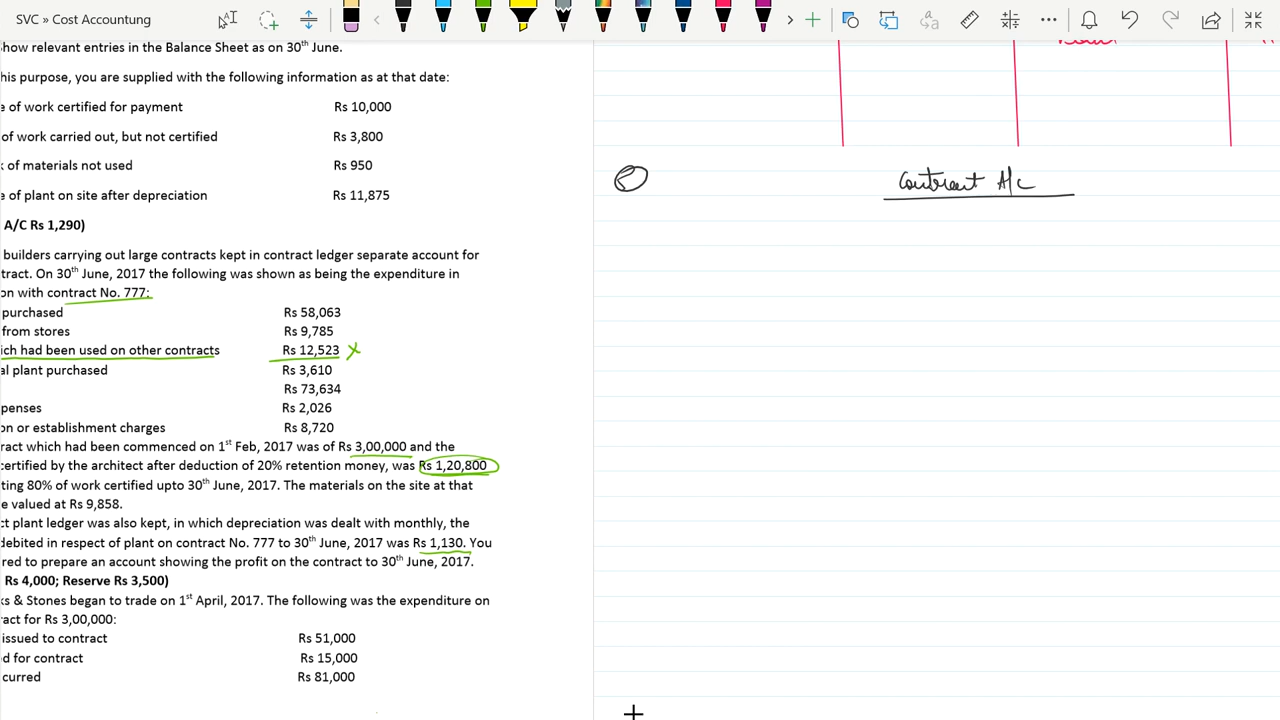 SVC » Cost Accountung
Show relevant entries in the Balance Sheet as on 30th June.
his purpose, you are supplied with the following information as at that date:
e of work certified for payment Rs 10,000
of work carried out, but not certified Rs 3,800
k of materials not used Rs 950
e of plant on site after depreciation Rs 11,875
A/C Rs 1,290)
builders carrying out large contracts kept in contract ledger separate account for
tract. On 30th June, 2017 the following was shown as being the expenditure in
on with contract No. 777:
purchased Rs 58,063
from stores Rs 9,785
ich had been used on other contracts Rs 12,523 x
al plant purchased Rs 3,610
Rs 73,634
penses Rs 2,026
on or establishment charges Rs 8,720
ract which had been commenced on 1st Feb, 2017 was of Rs 3,00,000 and the
certified by the architect after deduction of 20% retention money, was Rs 1,20,800
ting 80% of work certified upto 30th June, 2017. The materials on the site at that
e valued at Rs 9,858.
ct plant ledger was also kept, in which depreciation was dealt with monthly, the
debited in respect of plant on contract No. 777 to 30th June, 2017 was Rs 1,130. You
red to prepare an account showing the profit on the contract to 30th June, 2017.
Rs 4,000; Reserve Rs 3,500)
ks & Stones began to trade on 1st April, 2017. The following was the expenditure on
ract for Rs 3,00,000:
issued to contract Rs 51,000
d for contract Rs 15,000
curred Rs 81,000
2
Contract A/c